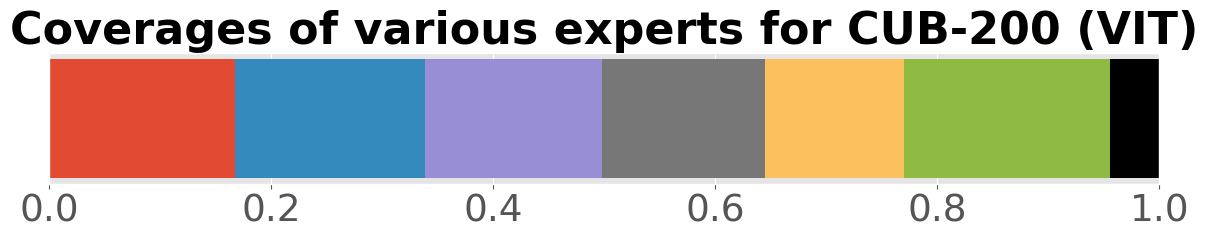 Coverages of various experts for CUB-200 (VIT)
0.0 0.2 0.4 0.6 0.8 1.0